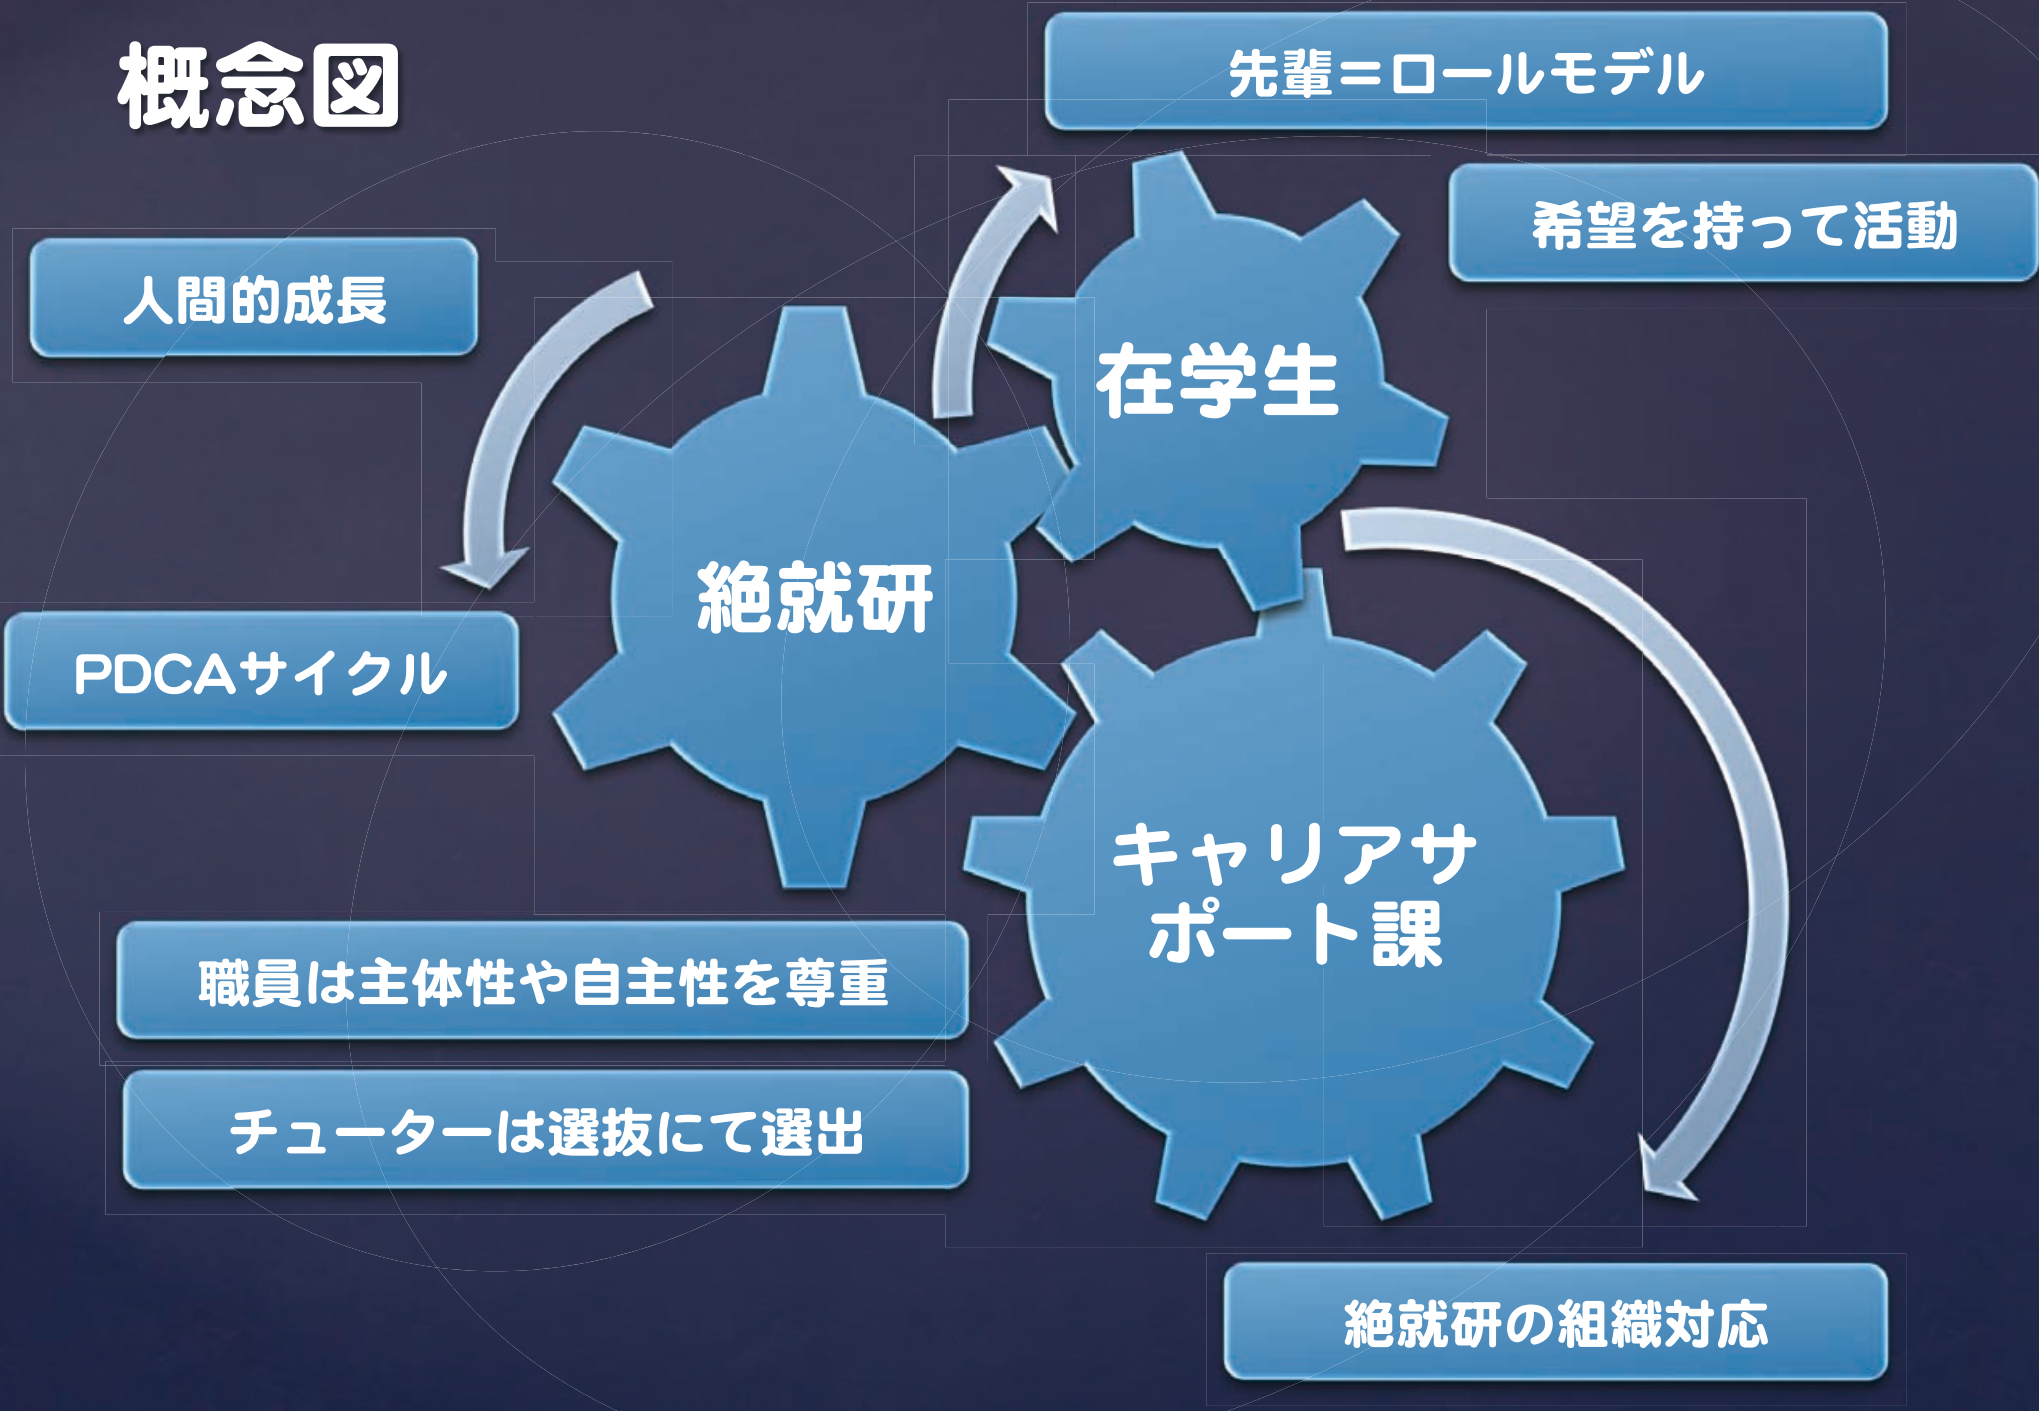 概念図
先輩＝ロールモデル
希望を持って活動
人間的成長
在学生
絶就研
PDCAサイクル
キャリアサ
ポート課
職員は主体性や自主性を尊重
チューターは選抜にて選出
絶就研の組織対応